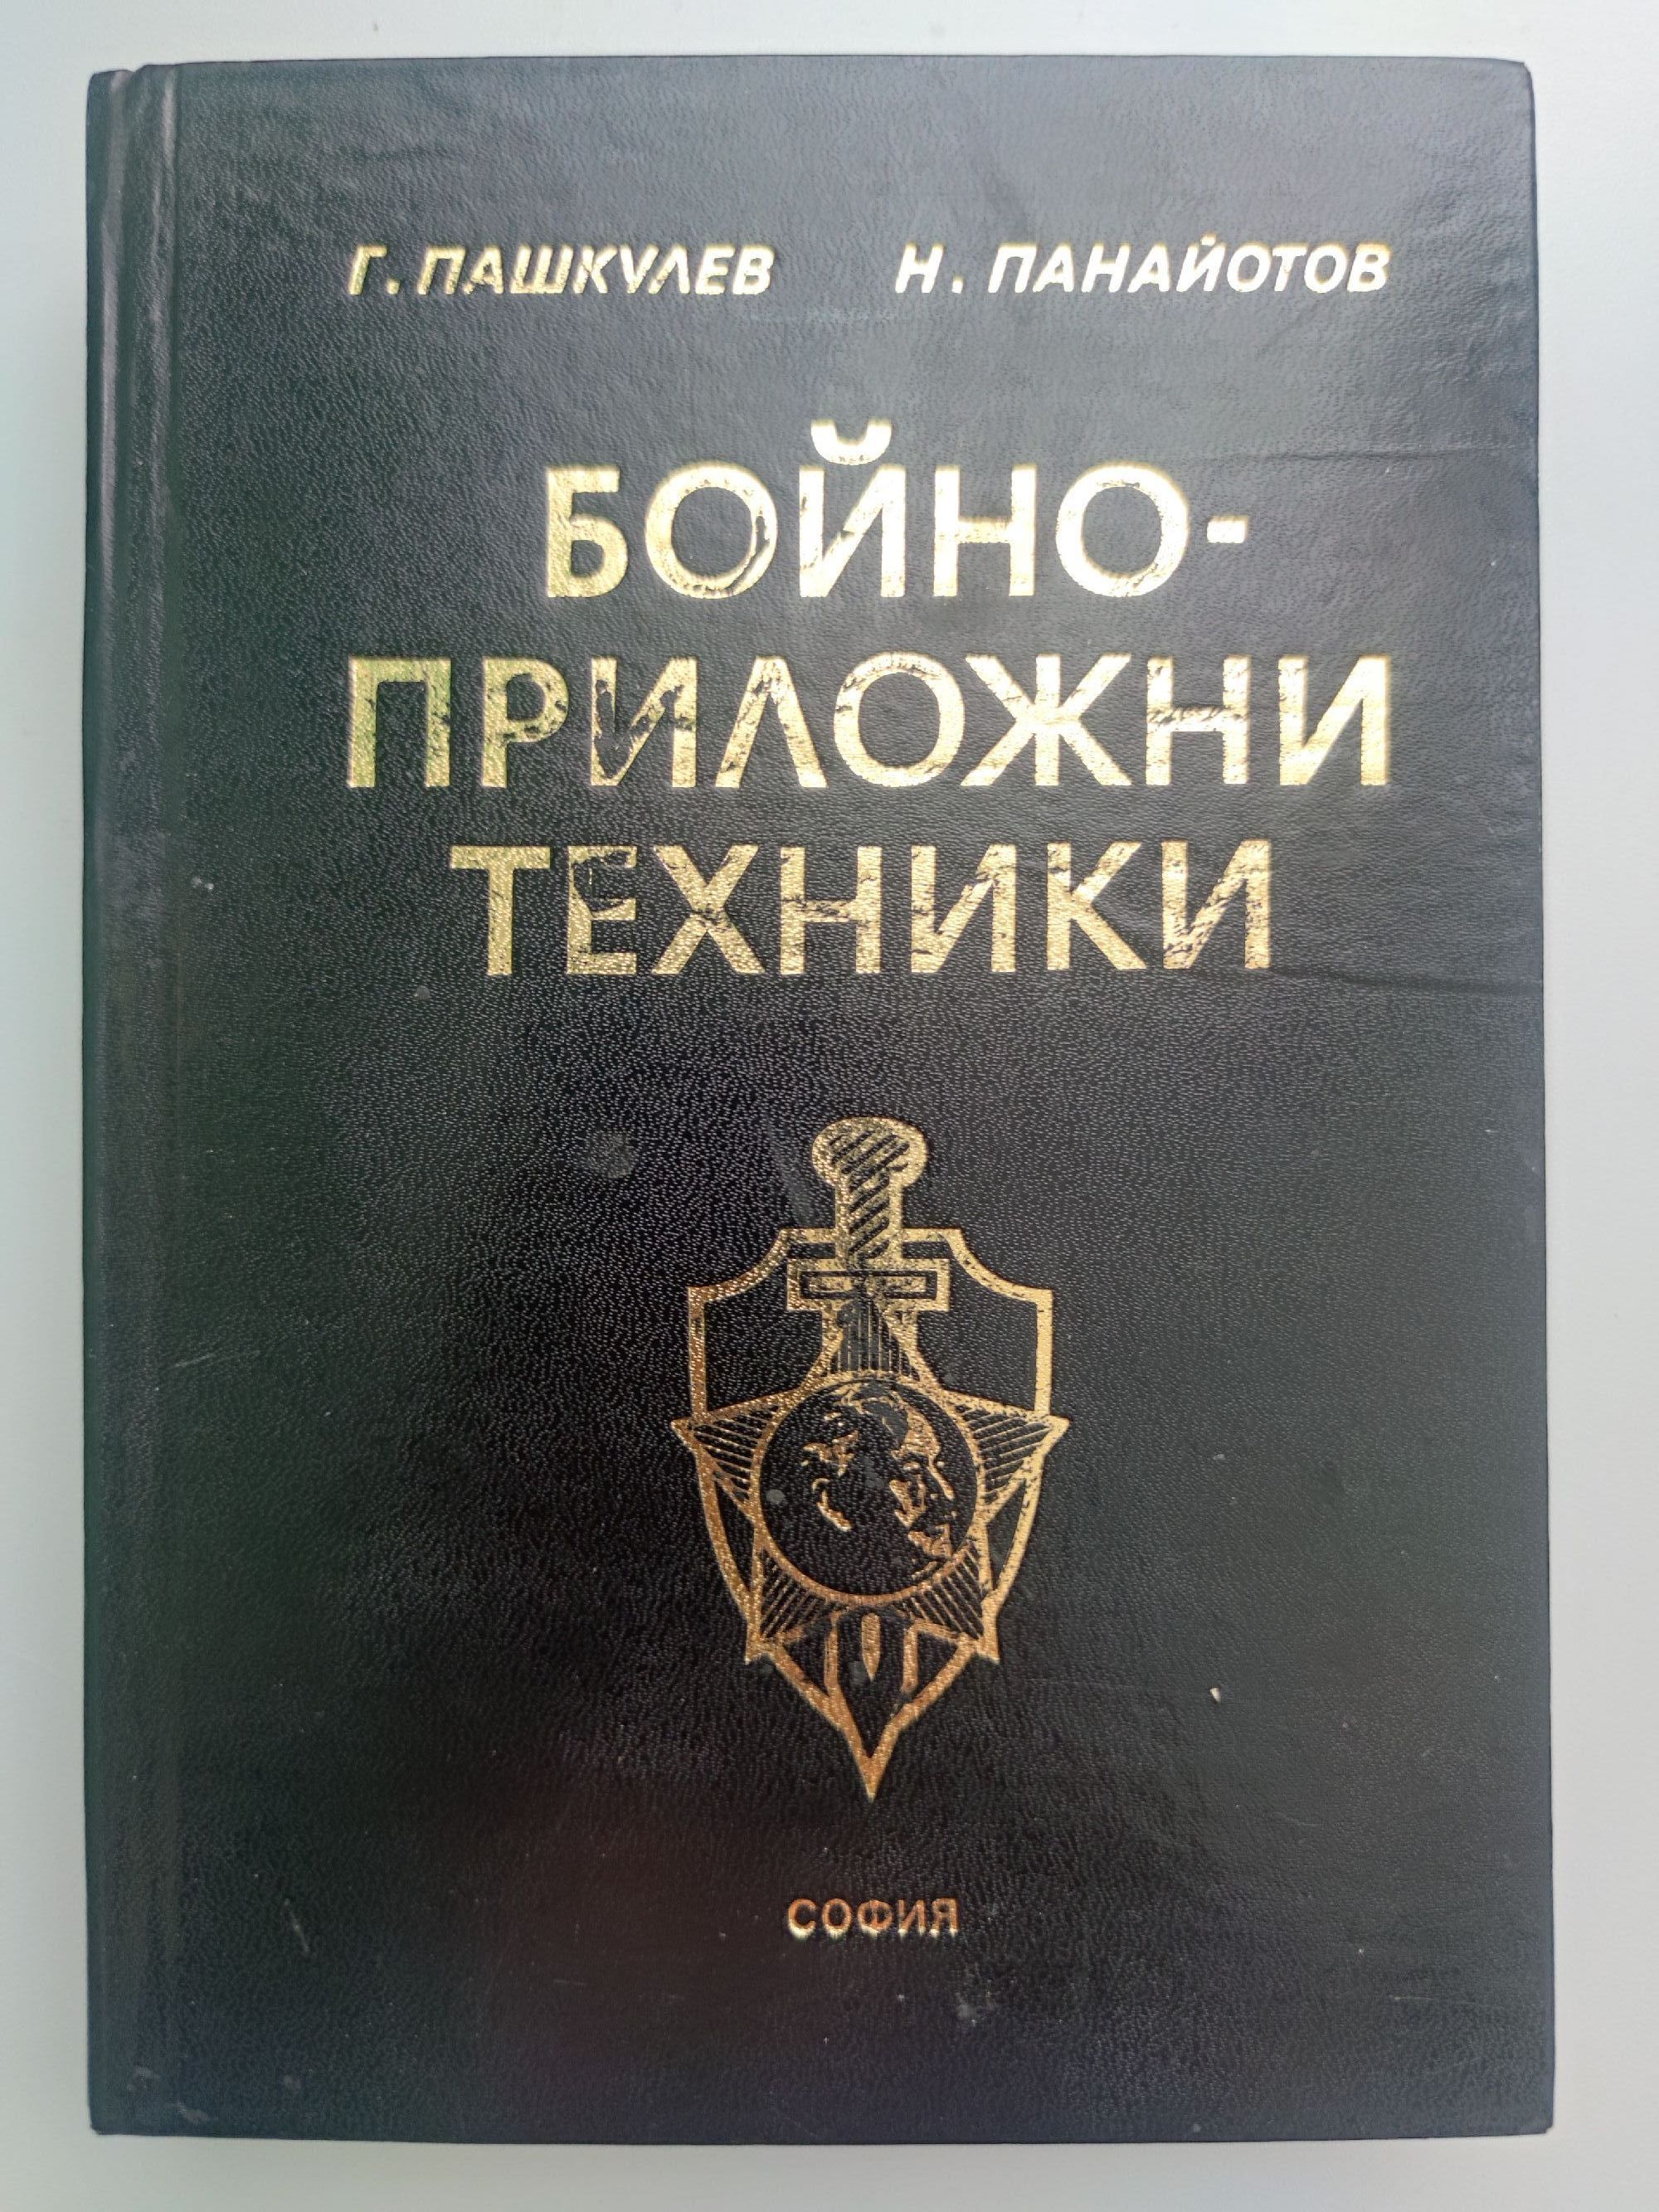 Г. ПАШКУЛЕВ Н. ПАНАЙОТОВ
БОЙНО-
ПРИЛОЖНИ
ТЕХНИКИ
СОФИЯ